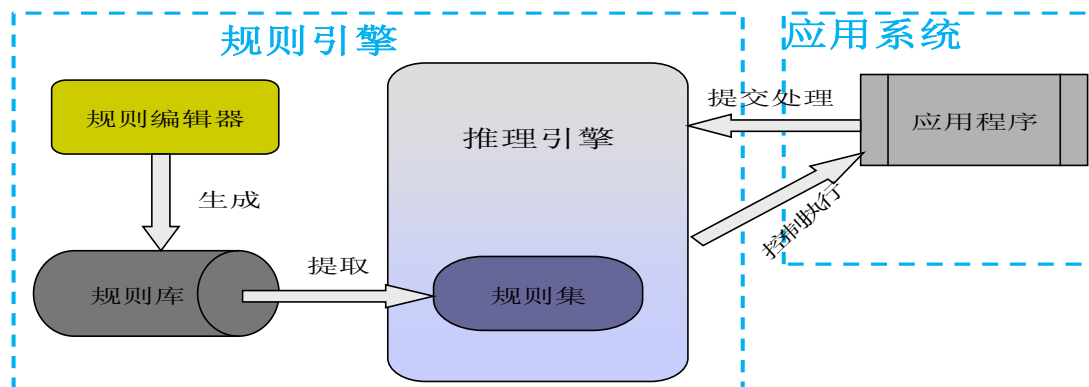 规则引擎
应用系统
规则编辑器
提交处理
应用程序
推理引擎
生成
控制执行
提取
规则库
规则集